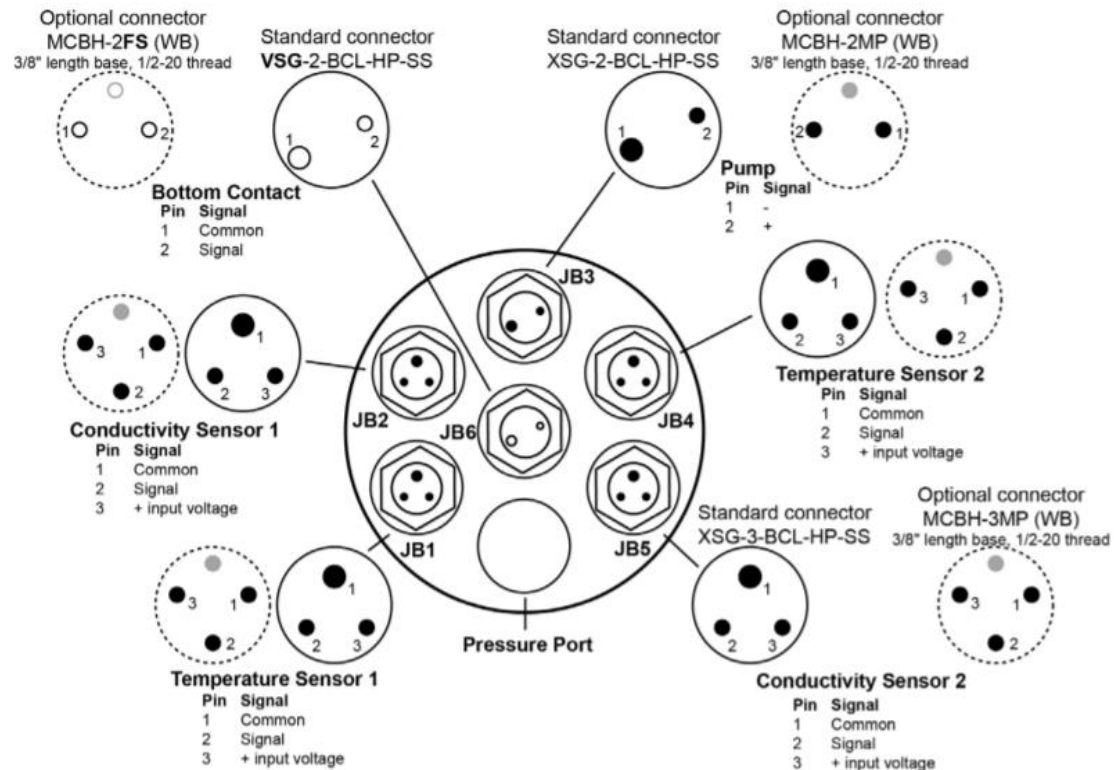 Optional connector
MCBH-2FS (WB)
3/8" length base, 1/2-20 thread
1
2
Standard connector
VSG-2-BCL-HP-SS
1
2
Bottom Contact
Pin Signal
1 Common
2 Signal
Standard connector
XSG-2-BCL-HP-SS
1
2
Optional connector
MCBH-2MP (WB)
3/8" length base, 1/2-20 thread
2
1
Pump
Pin Signal
1 -
2 +
JB3
JB2
JB6
JB4
JB1
JB5
3
1
2
1
2
3
Conductivity Sensor 1
Pin Signal
1 Common
2 Signal
3 + input voltage
1
2
3
3
1
2
Temperature Sensor 2
Pin Signal
1 Common
2 Signal
3 + input voltage
3
1
2
1
2
3
Temperature Sensor 1
Pin Signal
1 Common
2 Signal
3 + input voltage
Pressure Port
Standard connector
XSG-3-BCL-HP-SS
1
2
3
Optional connector
MCBH-3MP (WB)
3/8" length base, 1/2-20 thread
3
1
2
Conductivity Sensor 2
Pin Signal
1 Common
2 Signal
3 + input voltage